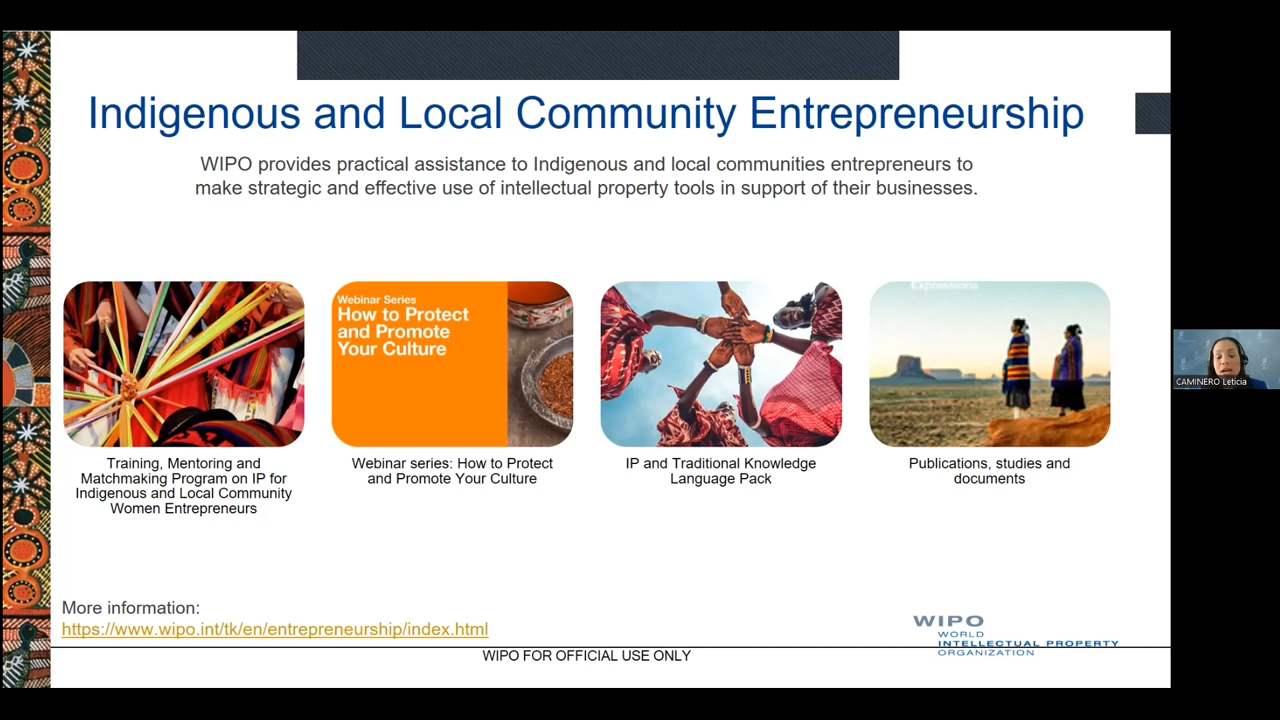 Indigenous and Local Community Entrepreneurship
WIPO provides practical assistance to Indigenous and local communities entrepreneurs to
make strategic and effective use of intellectual property tools in support of their businesses.
Webinar Series
How to Protect
and Promote
Your Culture
Expressions
Training, Mentoring and
Matchmaking Program on IP for
Indigenous and Local Community
Women Entrepreneurs
Webinar series: How to Protect
and Promote Your Culture
IP and Traditional Knowledge
Language Pack
Publications, studies and
documents
CAMINERO Leticia
More information:
https://www.wipo.int/tk/en/entrepreneurship/index.html
WIPO
WORLD
INTELLECTUAL PROPERTY
ORGANIZATION
WIPO FOR OFFICIAL USE ONLY